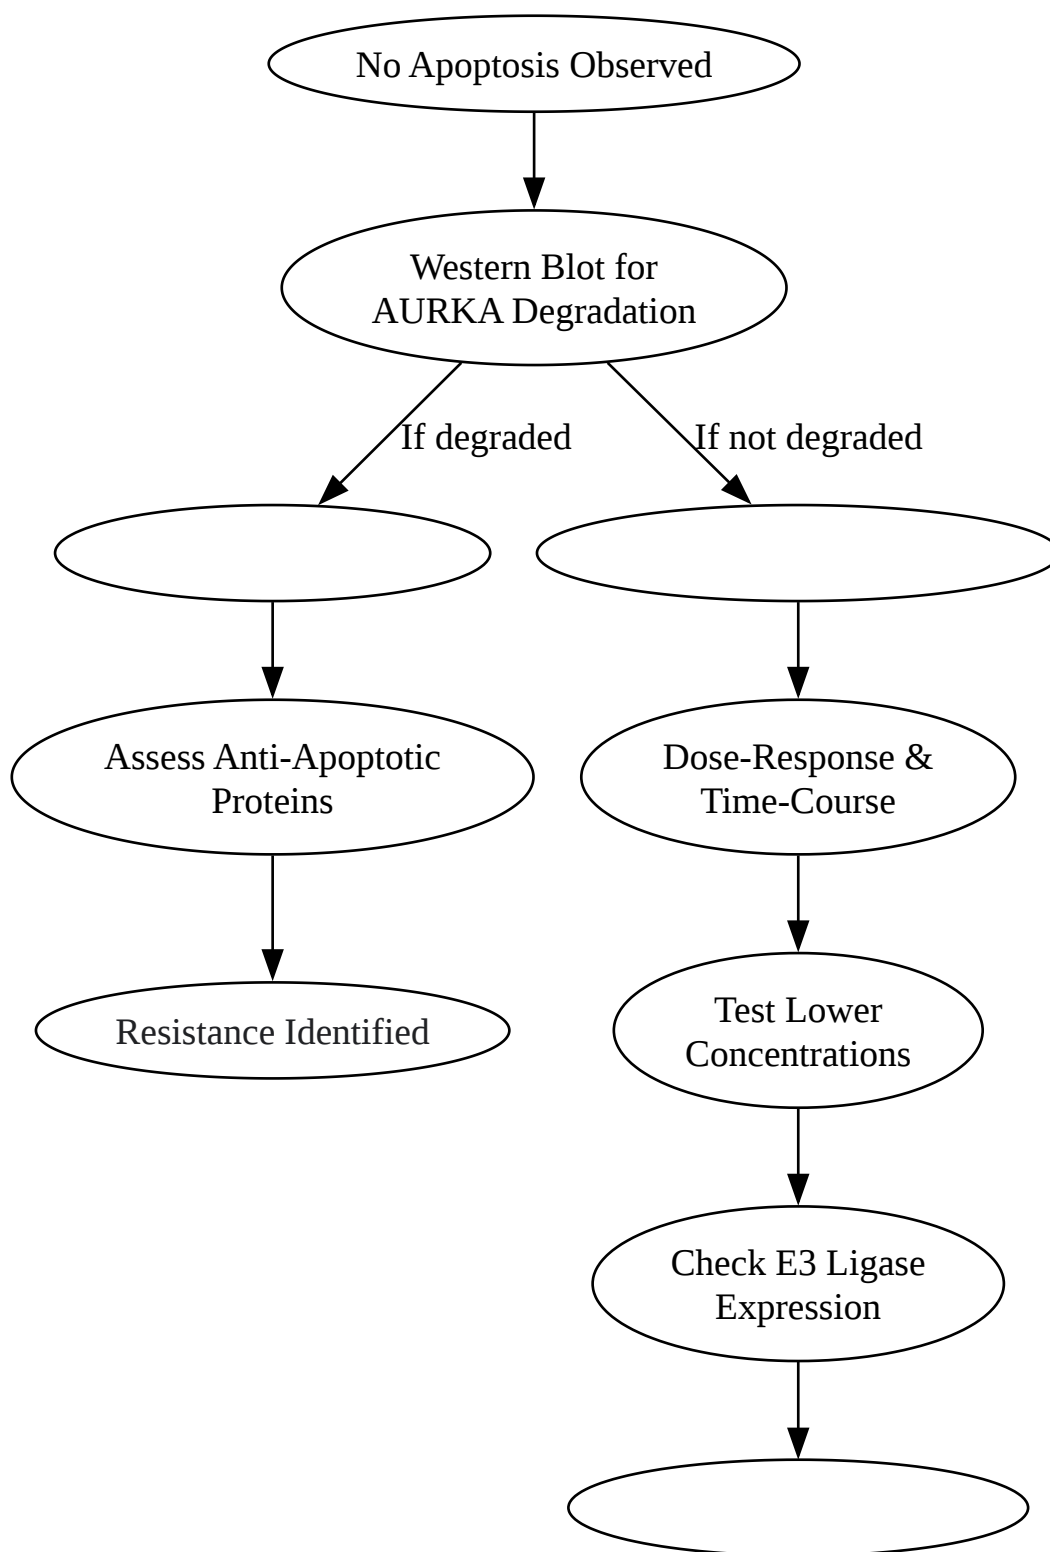 No Apoptosis Observed
Western Blot for
AURKA Degradation
If degraded
If not degraded
Assess Anti-Apoptotic
Proteins
Dose-Response &
Time-Course
Resistance Identified
Test Lower
Concentrations
Check E3 Ligase
Expression